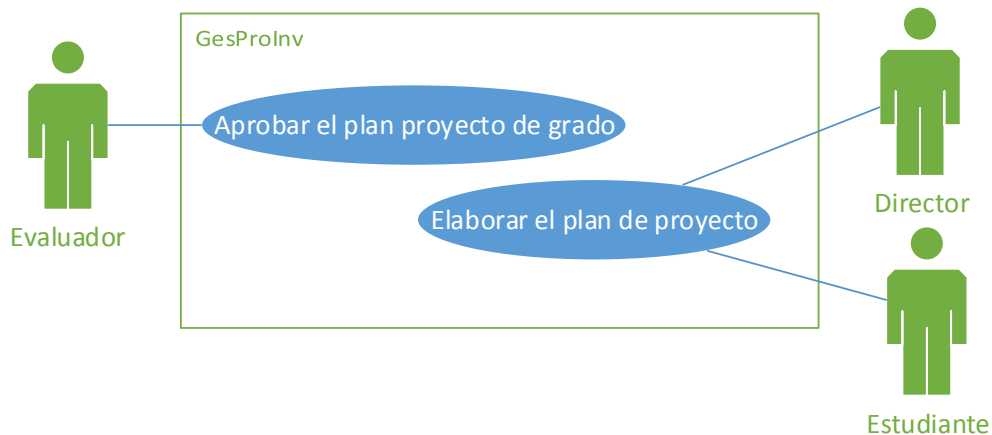 GesProInv
Aprobar el plan proyecto de grado
Elaborar el plan de proyecto
Evaluador
Director
Estudiante